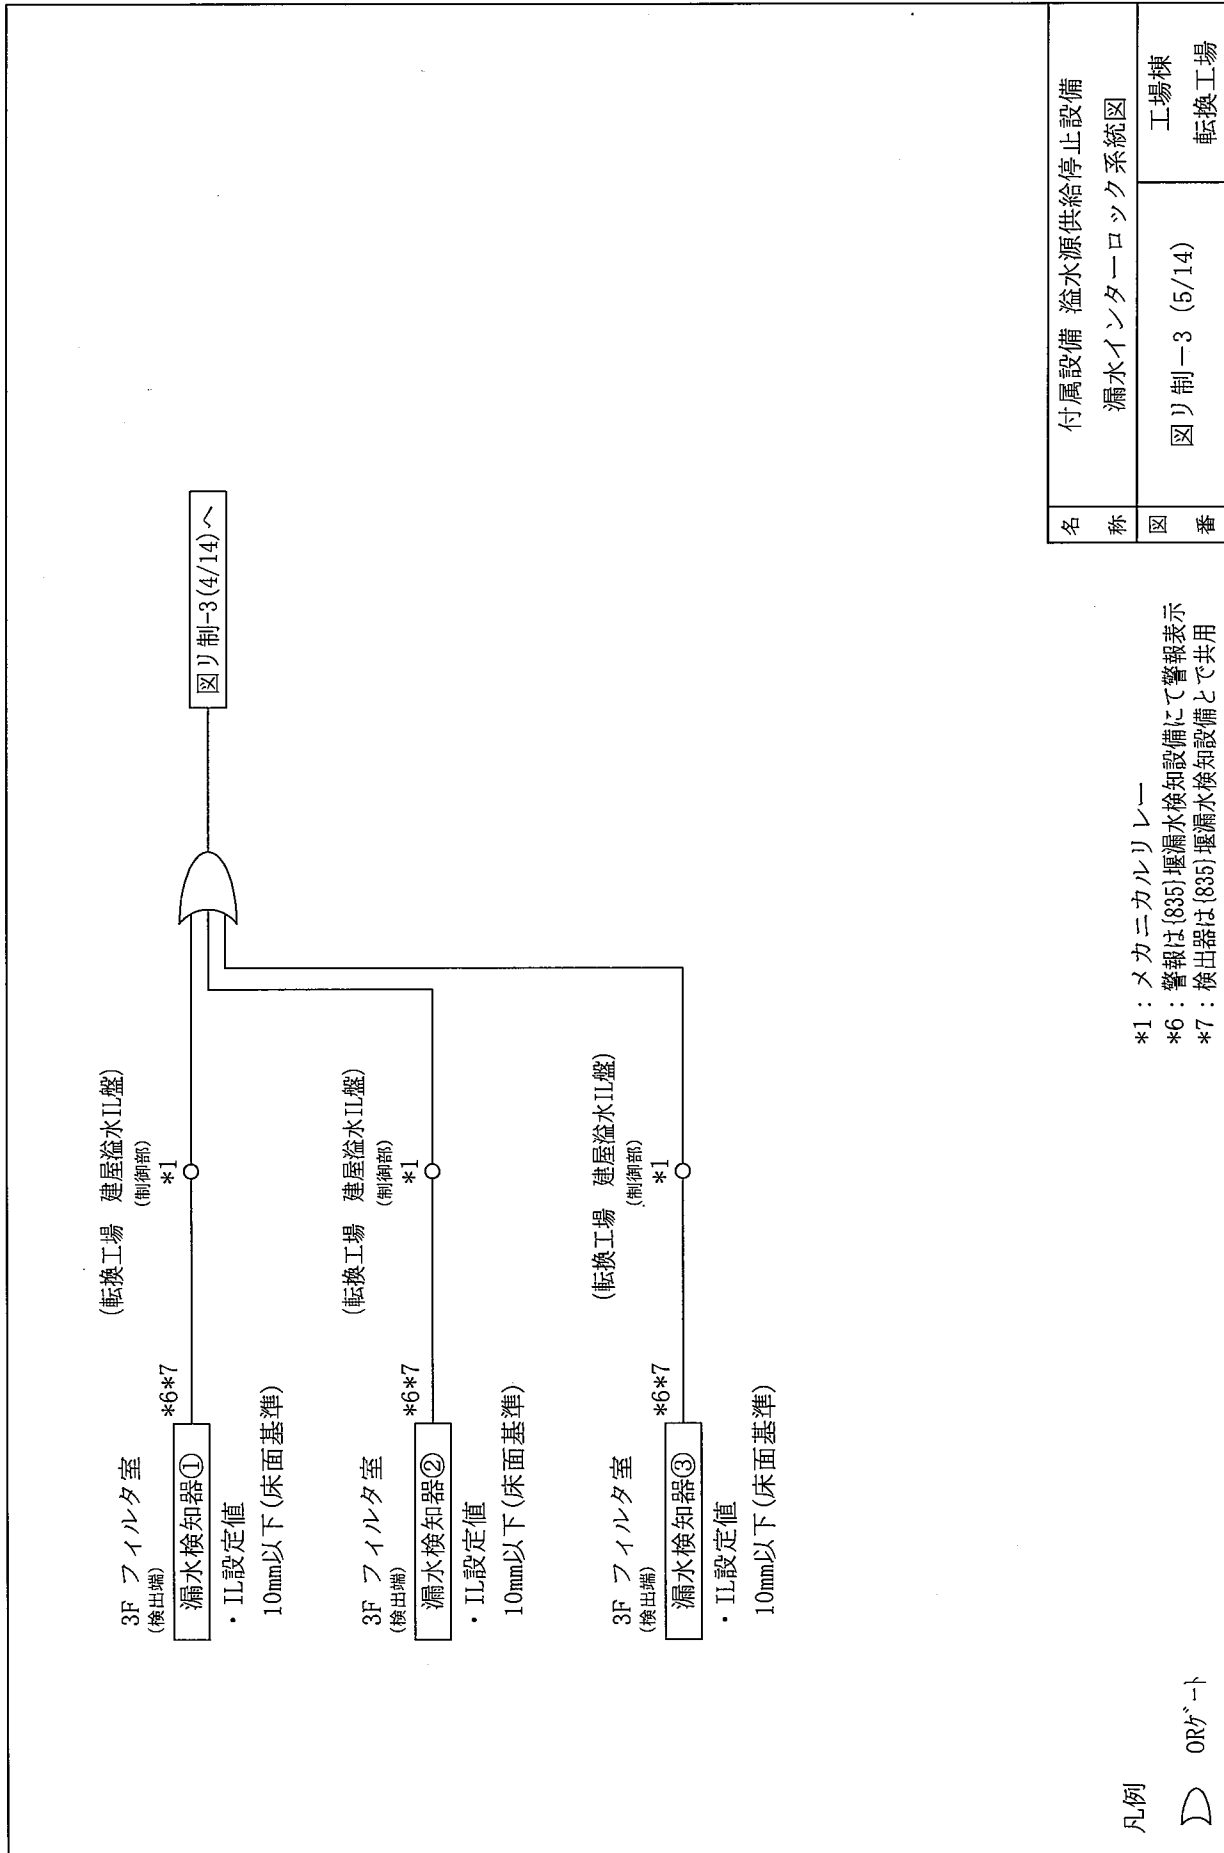 3F フィルタ室
(検出端)
漏水検知器①
*6*7
・IL設定値
10mm以下(床面基準)
(転換工場 建屋溢水IL盤)
(制御部)
*1
3F フィルタ室
(検出端)
漏水検知器②
*6*7
・IL設定値
10mm以下(床面基準)
(転換工場 建屋溢水IL盤)
(制御部)
*1
3F フィルタ室
(検出端)
漏水検知器③
*6*7
・IL設定値
10mm以下(床面基準)
(転換工場 建屋溢水IL盤)
(制御部)
*1
図リ制-3(4/14)へ
凡例
ORゲート
*1:メカニカルリレー
*6:警報は{835}堰漏水検知設備にて警報表示
*7:検出器は{835}堰漏水検知設備とで共用
名称
付属設備 溢水源供給停止設備
漏水インターロック系統図
図番
図リ制-3 (5/14)
工場棟
転換工場